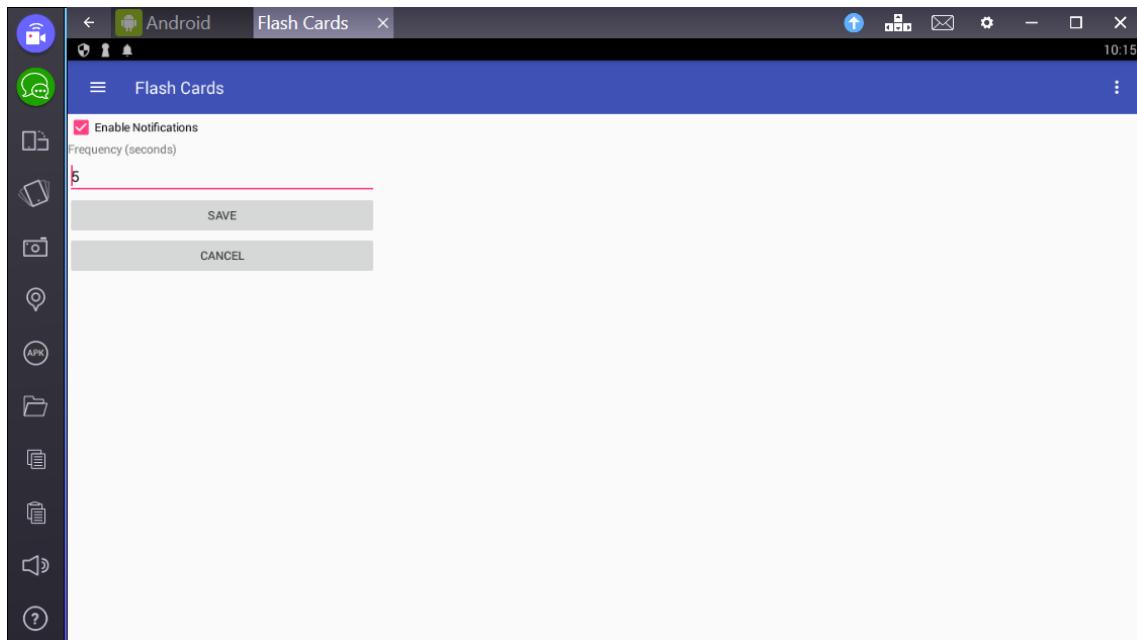 Android
Flash Cards
10:15
Flash Cards
Enable Notifications
Frequency (seconds)
5
SAVE
CANCEL
APK
?